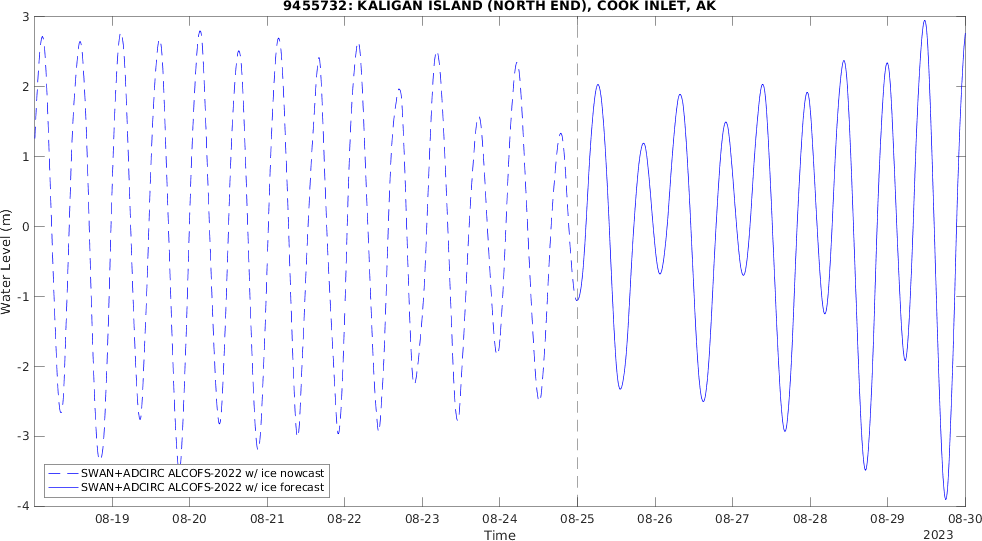 9455732: KALIGAN ISLAND (NORTH END), COOK INLET, AK
3
2
1
0
-1
-2
-3
-4
Water Level (m)
SWAN+ADCIRC ALCOFS-2022 w/ ice nowcast
SWAN+ADCIRC ALCOFS-2022 w/ ice forecast
08-19 08-20 08-21 08-22 08-23 08-24 08-25 08-26 08-27 08-28 08-29 08-30
Time
2023